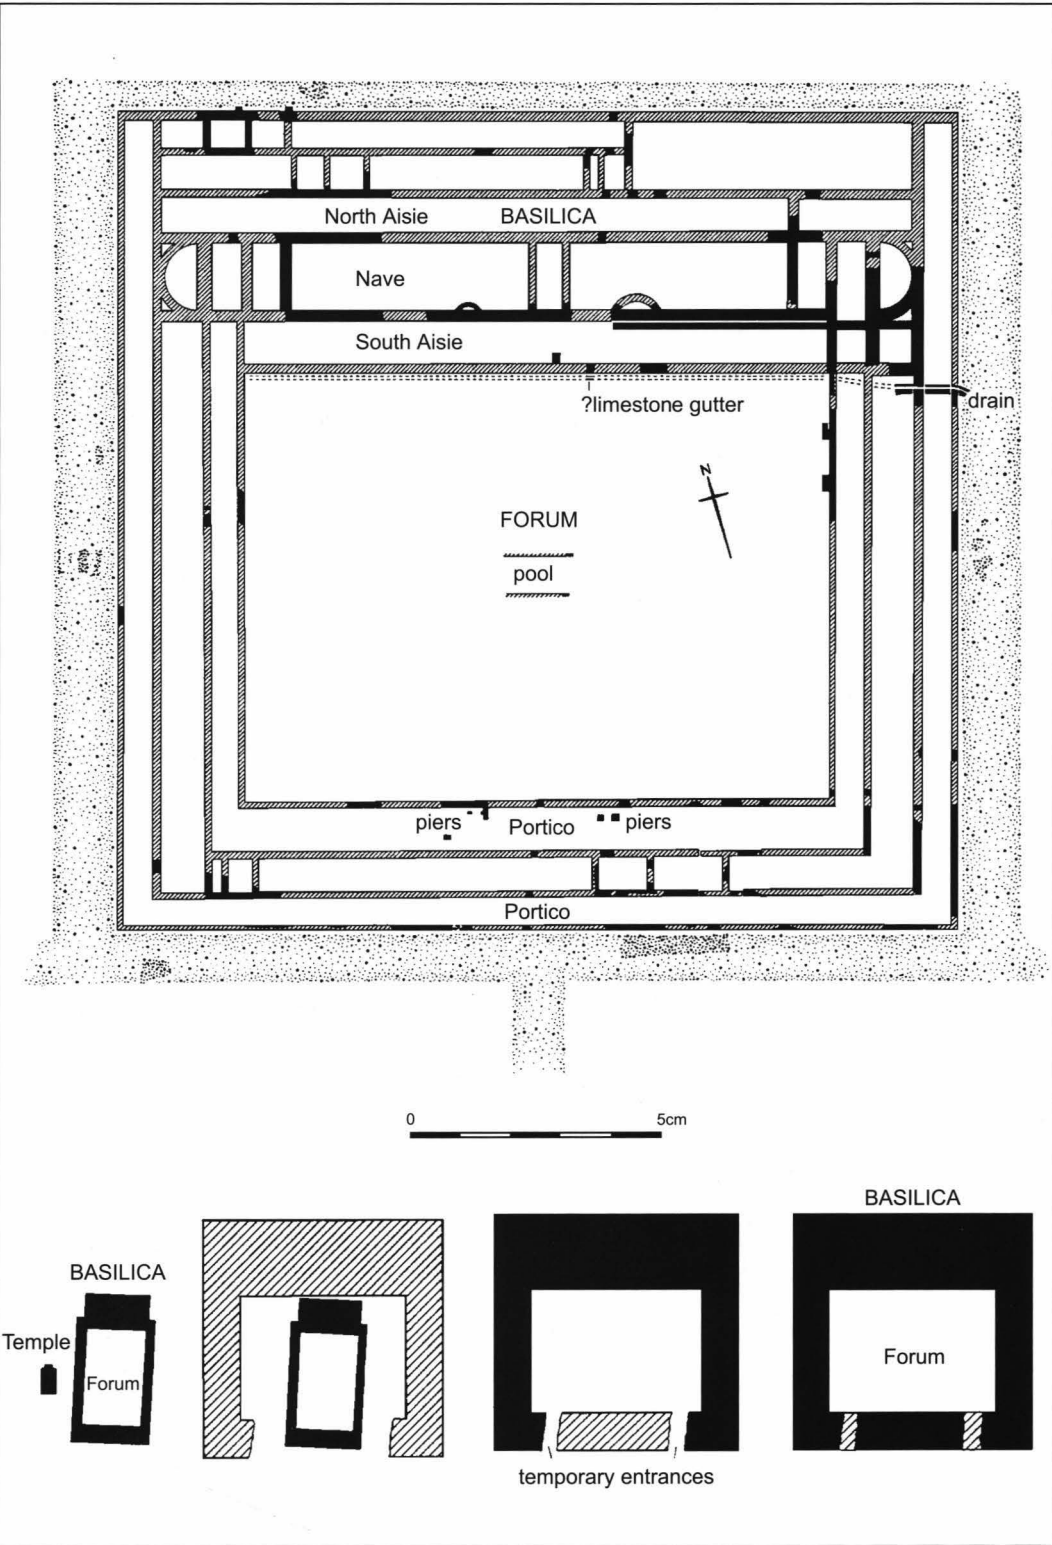 North Aisie BASILICA
Nave
South Aisie
?limestone gutter
drain
N
FORUM
pool
piers Portico piers
Portico
0 5cm
BASILICA
BASILICA
Temple
Forum
Forum
temporary entrances